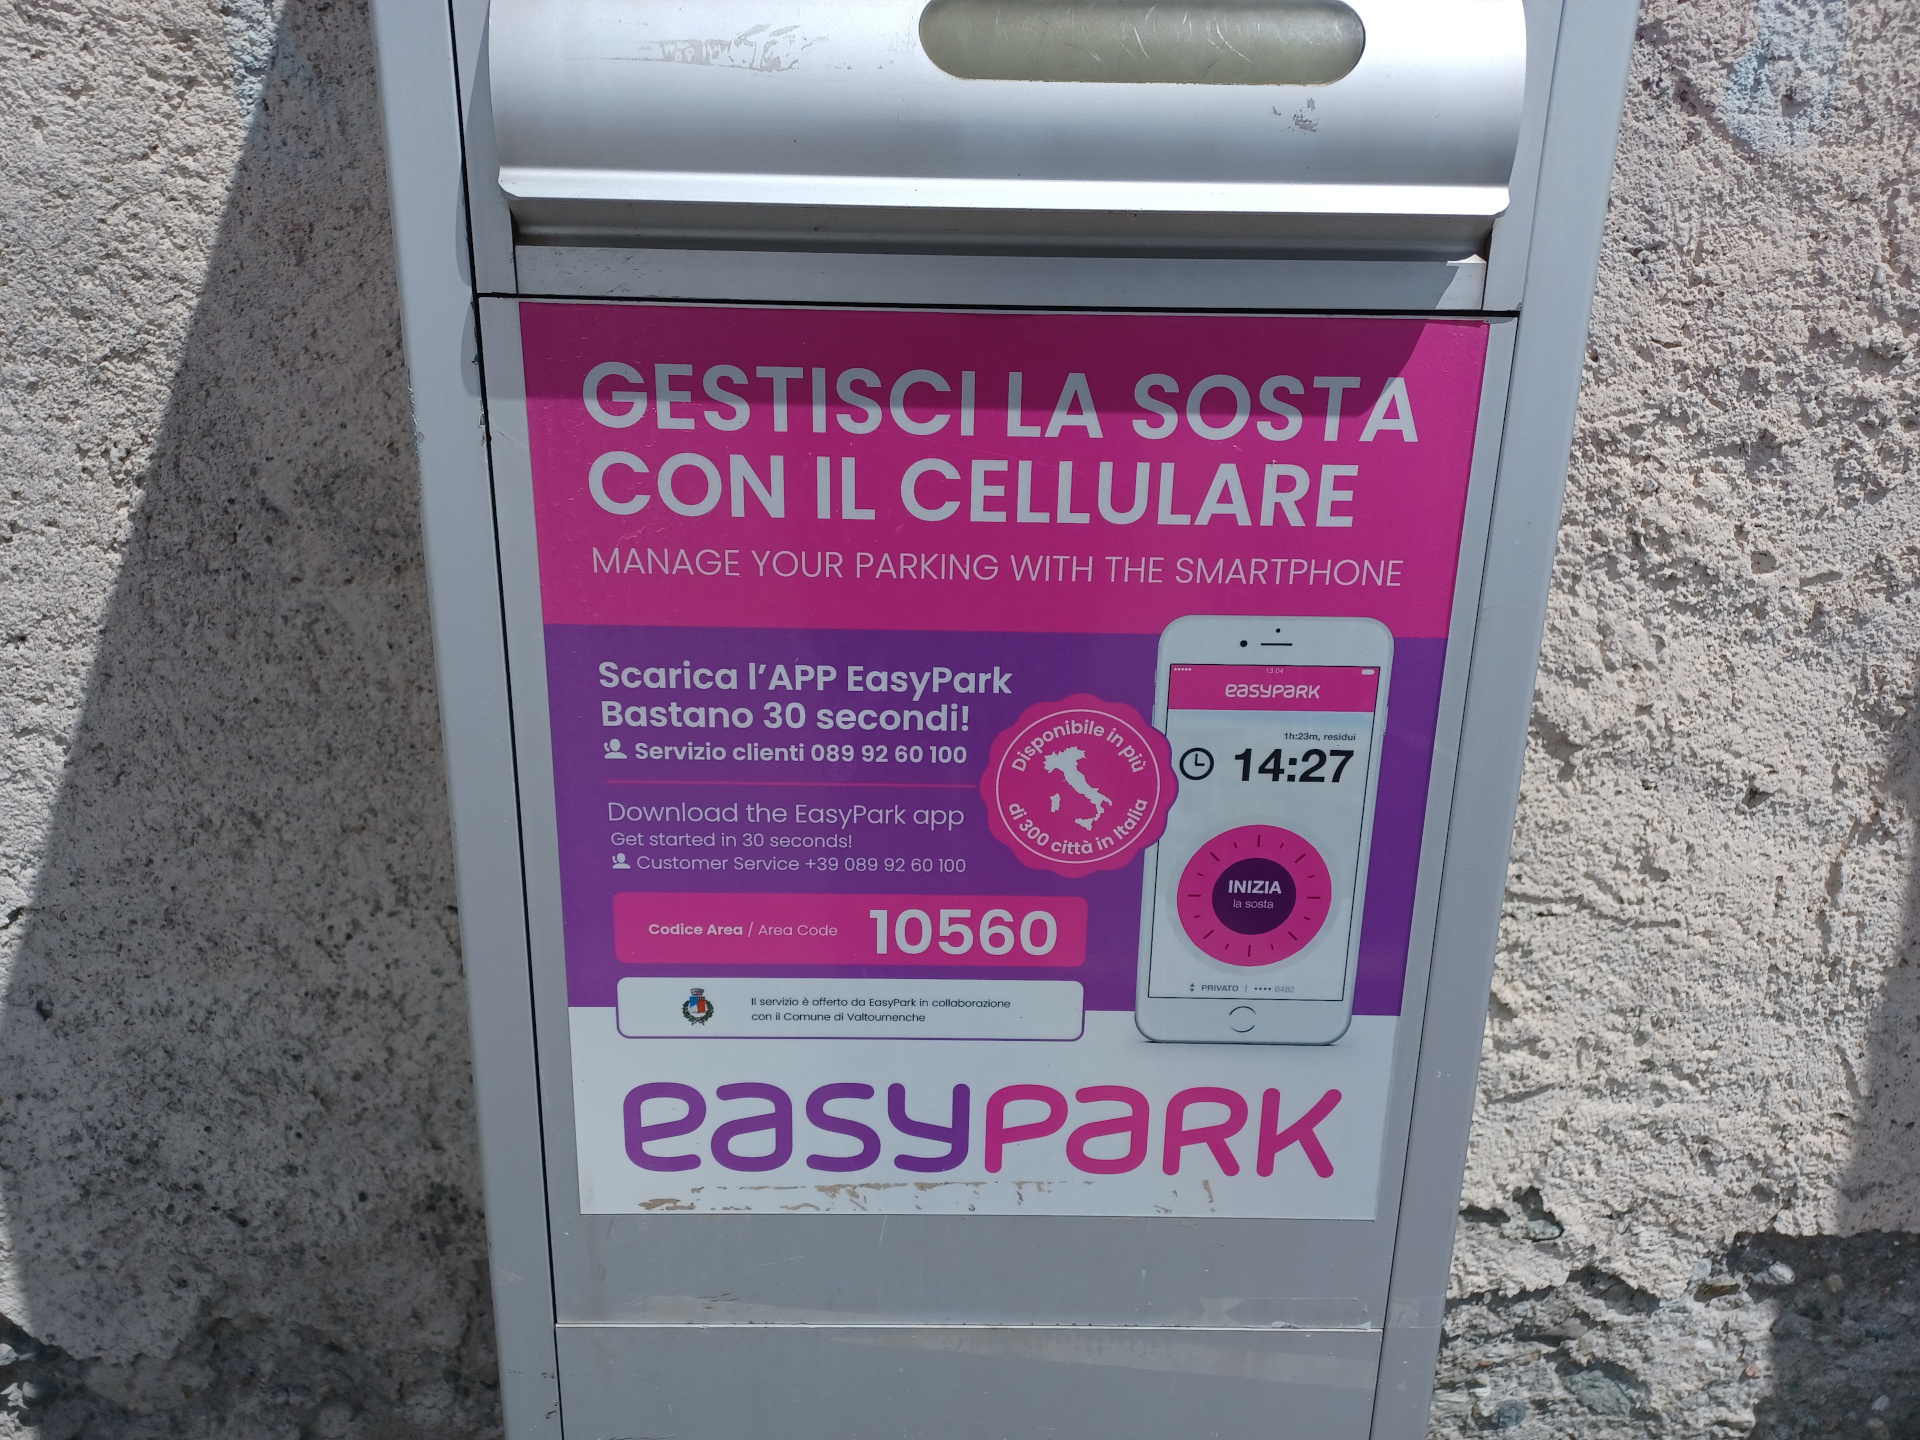 GESTISCI LA SOSTA
CON IL CELLULARE
MANAGE YOUR PARKING WITH THE SMARTPHONE
Scarica l'APP EasyPark
Bastano 30 secondi!
Servizio clienti 089 92 60 100
Download the EasyPark app
Get started in 30 seconds!
Customer Service +39 089 92 60 100
Disponibile in più
di 300 città in Italia
13:04
easyPARK
1h:23m, residui
14:27
INIZIA
la sosta
PRIVATO | •••• 6482
Codice Area / Area Code 10560
Il servizio è offerto da EasyPark in collaborazione
con il Comune di Valtournenche
easyPARK